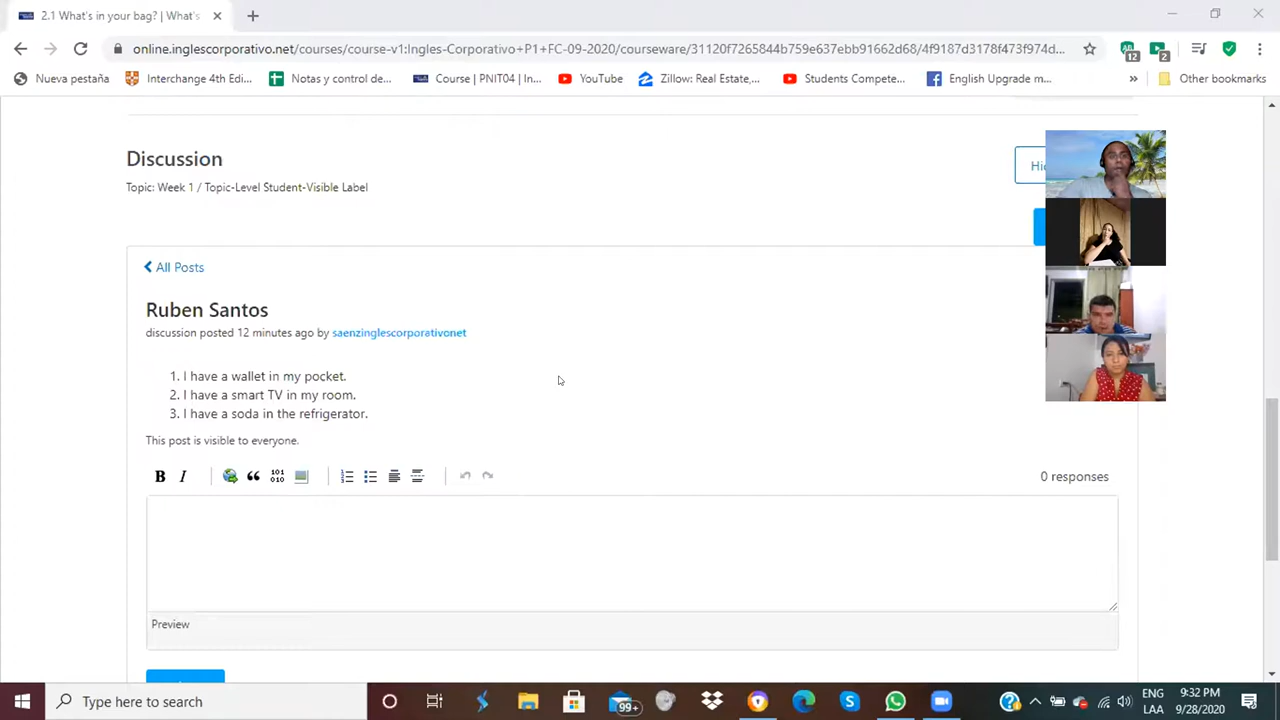 2.1 What's in your bag? | What's
online.inglescorporativo.net/courses/course-v1:Ingles-Corporativo+P1+FC-09-2020/courseware/31120f7265844b759e637ebb91662d68/4f9187d3178f473f974d...
12
2
Nueva pestaña
Interchange 4th Edi...
Notas y control de...
Course | PNIT04 | In...
YouTube
Zillow: Real Estate,...
Students Compete...
English Upgrade m...
»
Other bookmarks
Discussion
Topic: Week 1 / Topic-Level Student-Visible Label
All Posts
Ruben Santos
discussion posted 12 minutes ago by saenzinglescorporativonet
1. I have a wallet in my pocket.
2. I have a smart TV in my room.
3. I have a soda in the refrigerator.
This post is visible to everyone.
B I
101
010
0 responses
Preview
Type here to search
99+
ENG
LAA
9:32 PM
9/28/2020